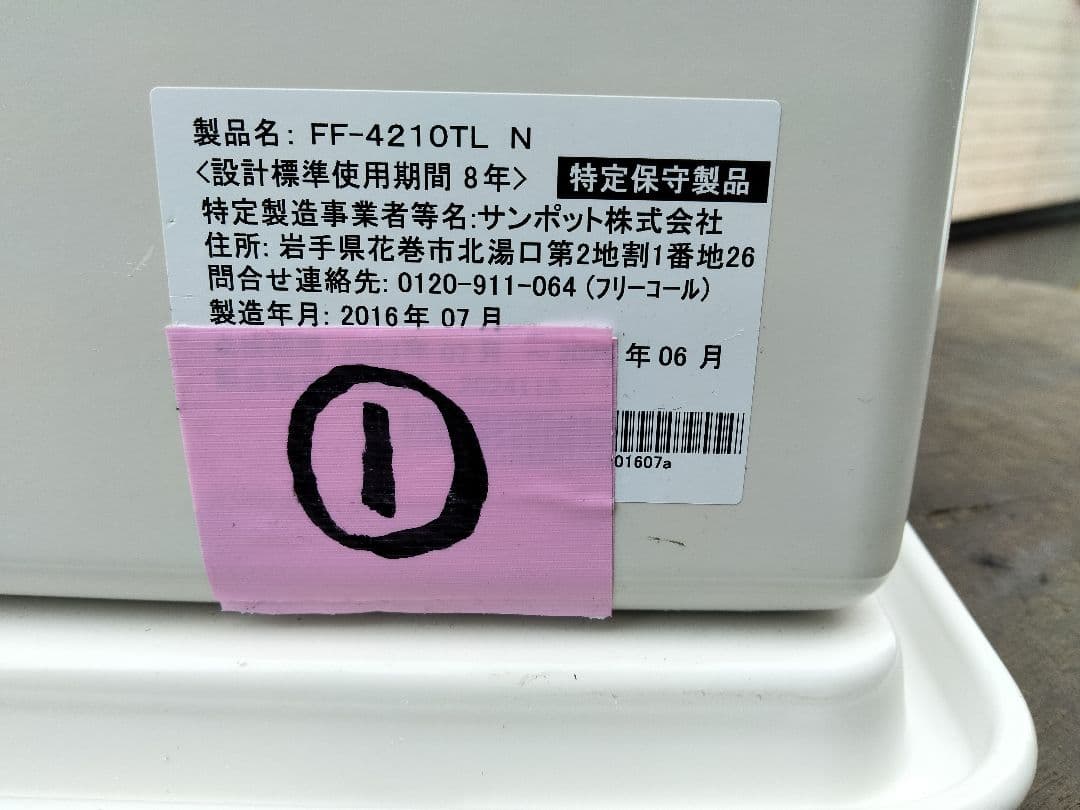 製品名: FF-4210TL N
<設計標準使用期間 8年> 特定保守製品
特定製造事業者等名:サンポット株式会社
住所: 岩手県花巻市北湯口第2地割1番地26
問合せ連絡先: 0120-911-064 (フリーコール)
製造年月: 2016年 07 月
年 06 月
01607a
①